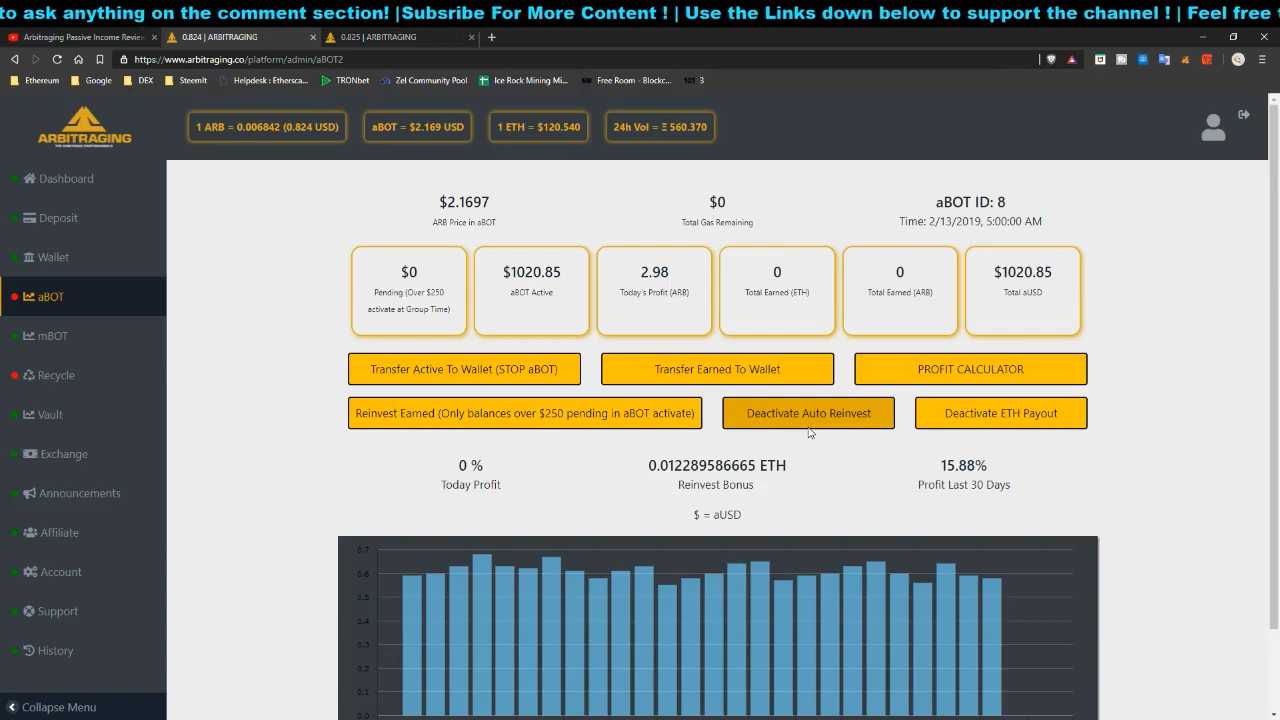 to ask anything on the comment section! |Subsribe For More Content ! | Use the Links down below to support the channel ! | Feel free
Arbitraging Passive Income Review
0.824 | ARBITRAGING
0.825 | ARBITRAGING
https://www.arbitraging.co/platform/admin/aBOT2
Ethereum
Google
DEX
SteemIt
Helpdesk : Ethersca...
TRONbet
Zel Community Pool
Ice Rock Mining Mi...
Free Room - Blockc...
101 3
ARBITRAGING
1 ARB = 0.006842 (0.824 USD)
aBOT = $2.169 USD
1 ETH = $120.540
24h Vol = Ξ 560.370
Dashboard
Deposit
Wallet
aBOT
mBOT
Recycle
Vault
Exchange
Announcements
Affiliate
Account
Support
History
Collapse Menu
$2.1697
ARB Price in aBOT
$0
Total Gas Remaining
aBOT ID: 8
Time: 2/13/2019, 5:00:00 AM
$0
Pending (Over $250
activate at Group Time)
$1020.85
aBOT Active
2.98
Today's Profit (ARB)
0
Total Earned (ETH)
0
Total Earned (ARB)
$1020.85
Total aUSD
Transfer Active To Wallet (STOP aBOT)
Transfer Earned To Wallet
PROFIT CALCULATOR
Reinvest Earned (Only balances over $250 pending in aBOT activate)
Deactivate Auto Reinvest
Deactivate ETH Payout
0 %
Today Profit
0.012289586665 ETH
Reinvest Bonus
15.88%
Profit Last 30 Days
$ = aUSD
0.7
0.6
0.5
0.4
0.3
0.2
0.1
0.0